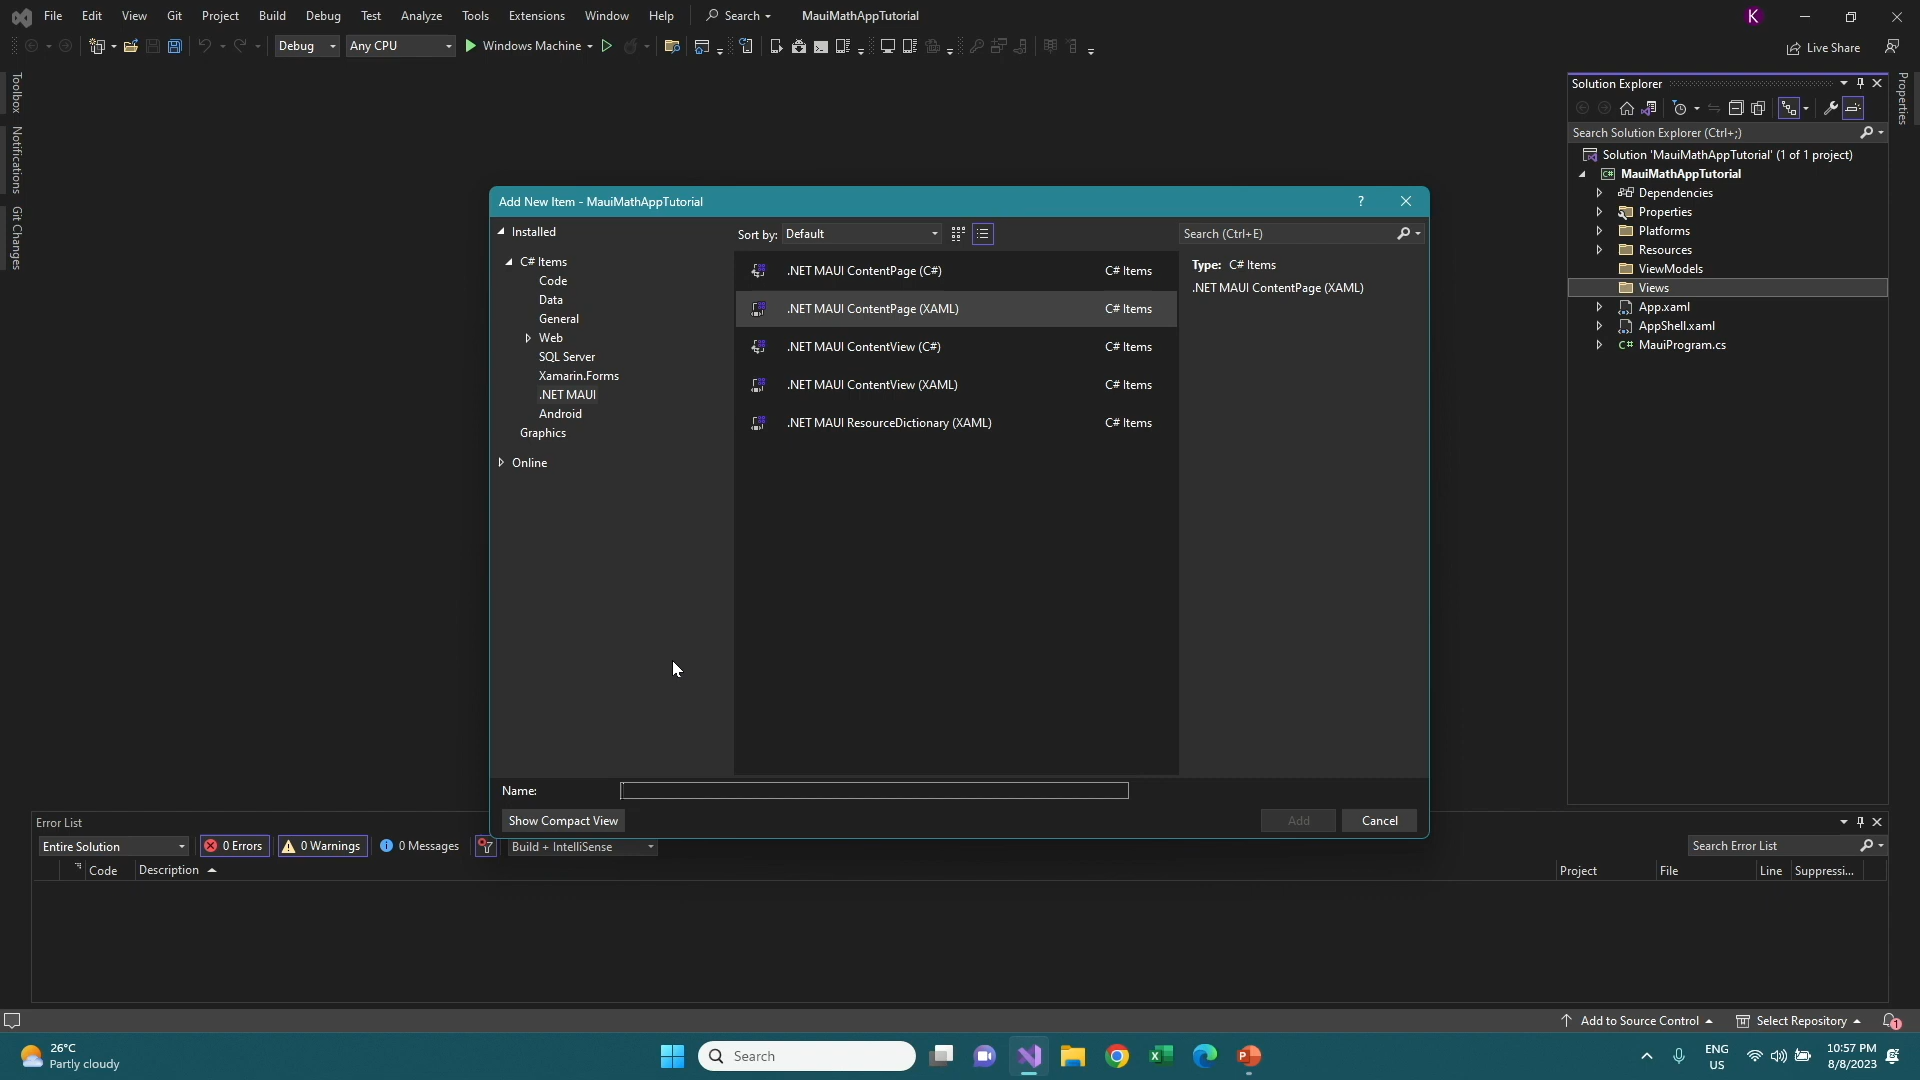 File Edit View Git Project Build Debug Test Analyze Tools Extensions Window Help Search MauiMathAppTutorial K
Debug Any CPU Windows Machine Live Share
Toolbox
Notifications
Git Changes
Properties
Solution Explorer
Search Solution Explorer (Ctrl+;)
Solution 'MauiMathAppTutorial' (1 of 1 project)
MauiMathAppTutorial
Dependencies
Properties
Platforms
Resources
ViewModels
Views
App.xaml
AppShell.xaml
C# MauiProgram.cs
Add New Item - MauiMathAppTutorial ?
Installed
C# Items
Code
Data
General
Web
SQL Server
Xamarin.Forms
.NET MAUI
Android
Graphics
Online
Sort by: Default
Search (Ctrl+E)
.NET MAUI ContentPage (C#) C# Items
.NET MAUI ContentPage (XAML) C# Items
.NET MAUI ContentView (C#) C# Items
.NET MAUI ContentView (XAML) C# Items
.NET MAUI ResourceDictionary (XAML) C# Items
Type: C# Items
.NET MAUI ContentPage (XAML)
Name:
Show Compact View Add Cancel
Error List
Entire Solution 0 Errors 0 Warnings 0 Messages Build + IntelliSense Search Error List
Code Description Project File Line Suppressi...
Add to Source Control Select Repository 1
26°C
Partly cloudy
Search
ENG
US
10:57 PM
8/8/2023